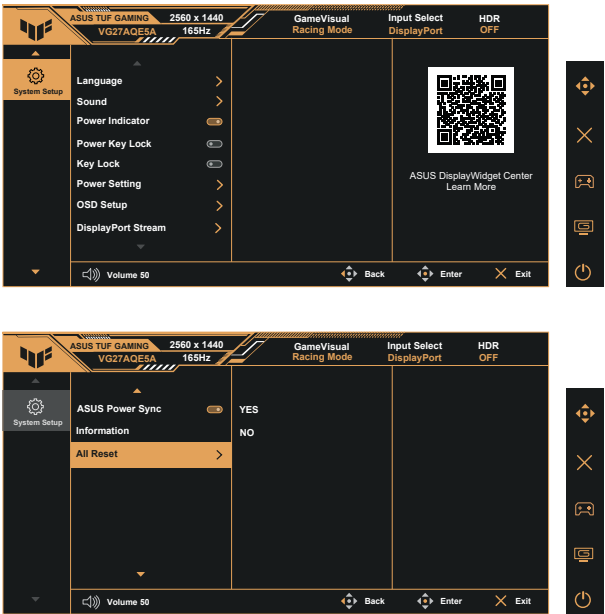 ASUS TUF GAMING
VG27AQE5A
2560 x 1440
165Hz
GameVisual
Racing Mode
Input Select
DisplayPort
HDR
OFF
System Setup
Language
Sound
Power Indicator
Power Key Lock
Key Lock
Power Setting
OSD Setup
DisplayPort Stream
ASUS DisplayWidget Center
Learn More
Volume 50
Back
Enter
Exit
ASUS TUF GAMING
VG27AQE5A
2560 x 1440
165Hz
GameVisual
Racing Mode
Input Select
DisplayPort
HDR
OFF
System Setup
ASUS Power Sync
Information
All Reset
YES
NO
Volume 50
Back
Enter
Exit